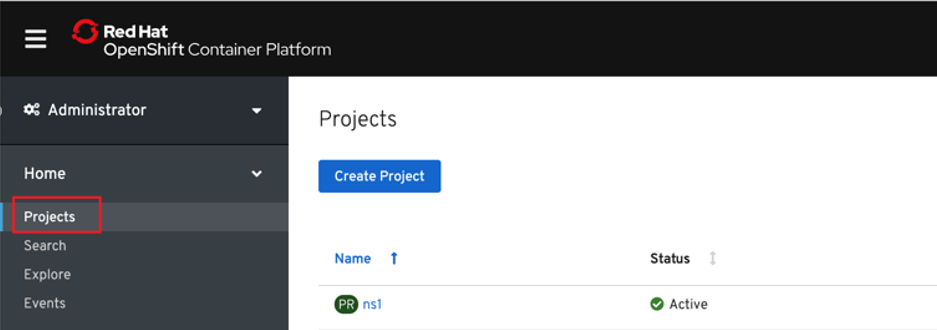 Red Hat
OpenShift Container Platform
Administrator
Home
Projects
Search
Explore
Events
Projects
Create Project
Name
Status
PR ns1
Active